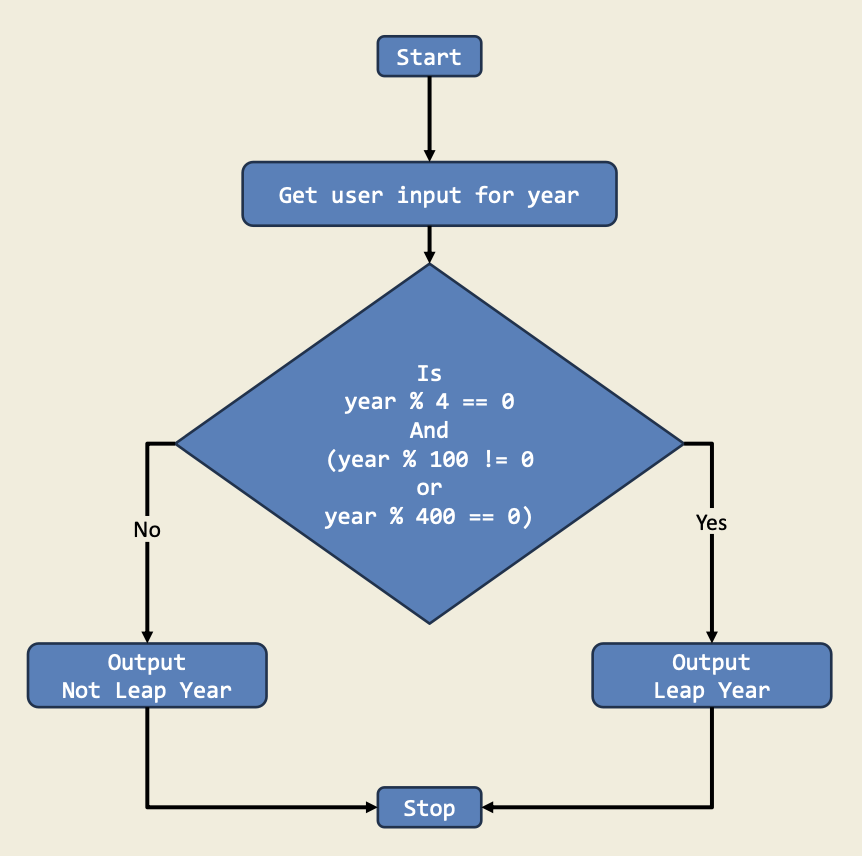 Start
Get user input for year
Is
year % 4 == 0
And
(year % 100 != 0
or
year % 400 == 0)
No
Yes
Output
Not Leap Year
Output
Leap Year
Stop